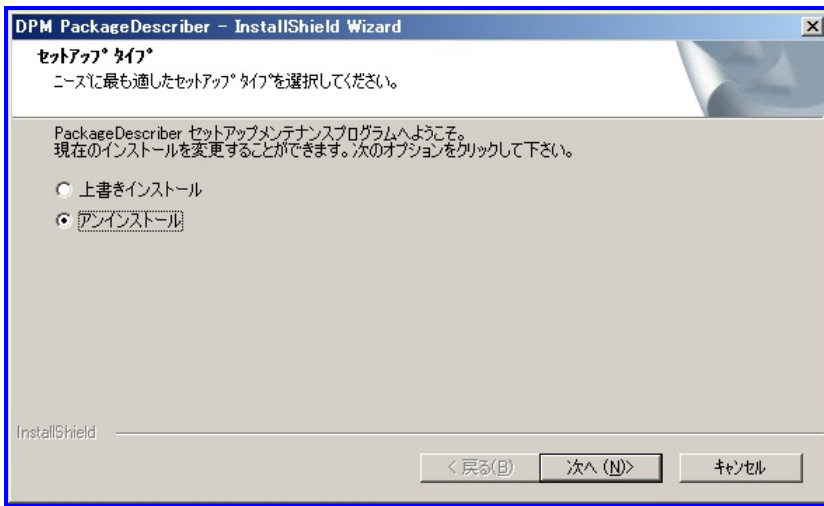 DPM PackageDescriber - InstallShield Wizard
ｾｯﾄｱｯﾌﾟ ﾀｲﾌﾟ
ﾆｰｽﾞに最も適したｾｯﾄｱｯﾌﾟ ﾀｲﾌﾟを選択してください。
PackageDescriber セットアップメンテナンスプログラムへようこそ。
現在のインストールを変更することができます。次のオプションをクリックして下さい。
上書きインストール
アンインストール
InstallShield
< 戻る(B) 次へ (N)> ｷｬﾝｾﾙ